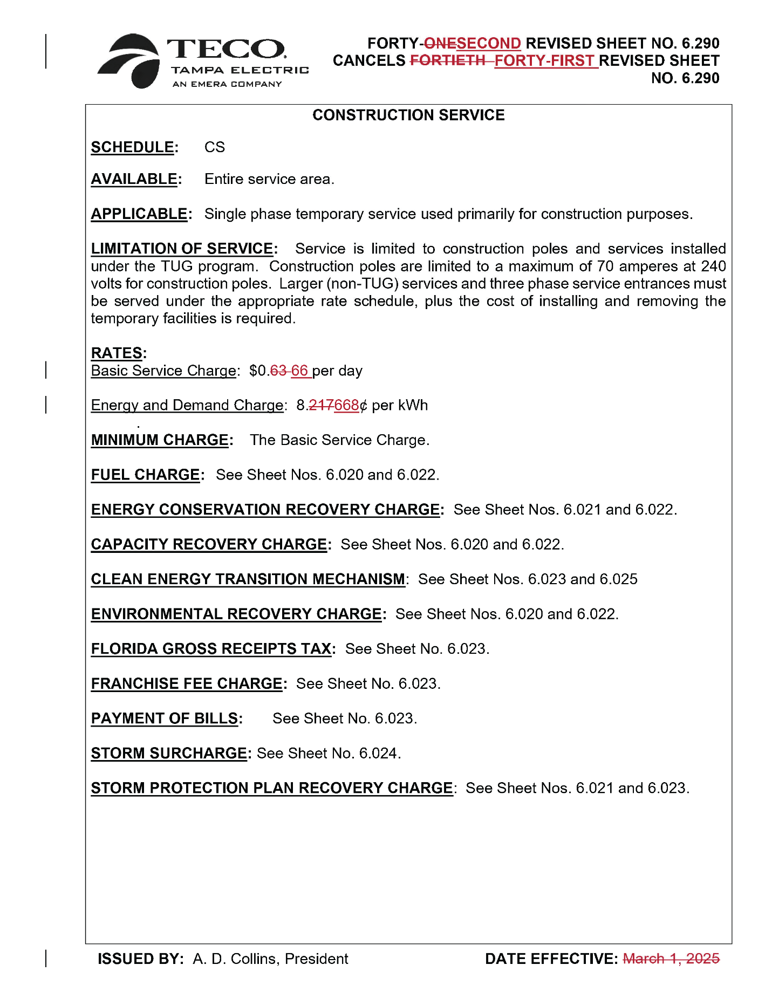 TECO.
TAMPA ELECTRIC
AN EMERA COMPANY
FORTY-ONESECOND REVISED SHEET NO. 6.290
CANCELS FORTIETH FORTY-FIRST REVISED SHEET
NO. 6.290
CONSTRUCTION SERVICE
SCHEDULE: CS
AVAILABLE: Entire service area.
APPLICABLE: Single phase temporary service used primarily for construction purposes.
LIMITATION OF SERVICE: Service is limited to construction poles and services installed
under the TUG program. Construction poles are limited to a maximum of 70 amperes at 240
volts for construction poles. Larger (non-TUG) services and three phase service entrances must
be served under the appropriate rate schedule, plus the cost of installing and removing the
temporary facilities is required.
RATES:
Basic Service Charge: $0.63 66 per day
Energy and Demand Charge: 8.217668¢ per kWh
.
MINIMUM CHARGE: The Basic Service Charge.
FUEL CHARGE: See Sheet Nos. 6.020 and 6.022.
ENERGY CONSERVATION RECOVERY CHARGE: See Sheet Nos. 6.021 and 6.022.
CAPACITY RECOVERY CHARGE: See Sheet Nos. 6.020 and 6.022.
CLEAN ENERGY TRANSITION MECHANISM: See Sheet Nos. 6.023 and 6.025
ENVIRONMENTAL RECOVERY CHARGE: See Sheet Nos. 6.020 and 6.022.
FLORIDA GROSS RECEIPTS TAX: See Sheet No. 6.023.
FRANCHISE FEE CHARGE: See Sheet No. 6.023.
PAYMENT OF BILLS: See Sheet No. 6.023.
STORM SURCHARGE: See Sheet No. 6.024.
STORM PROTECTION PLAN RECOVERY CHARGE: See Sheet Nos. 6.021 and 6.023.
ISSUED BY: A. D. Collins, President
DATE EFFECTIVE: March 1, 2025